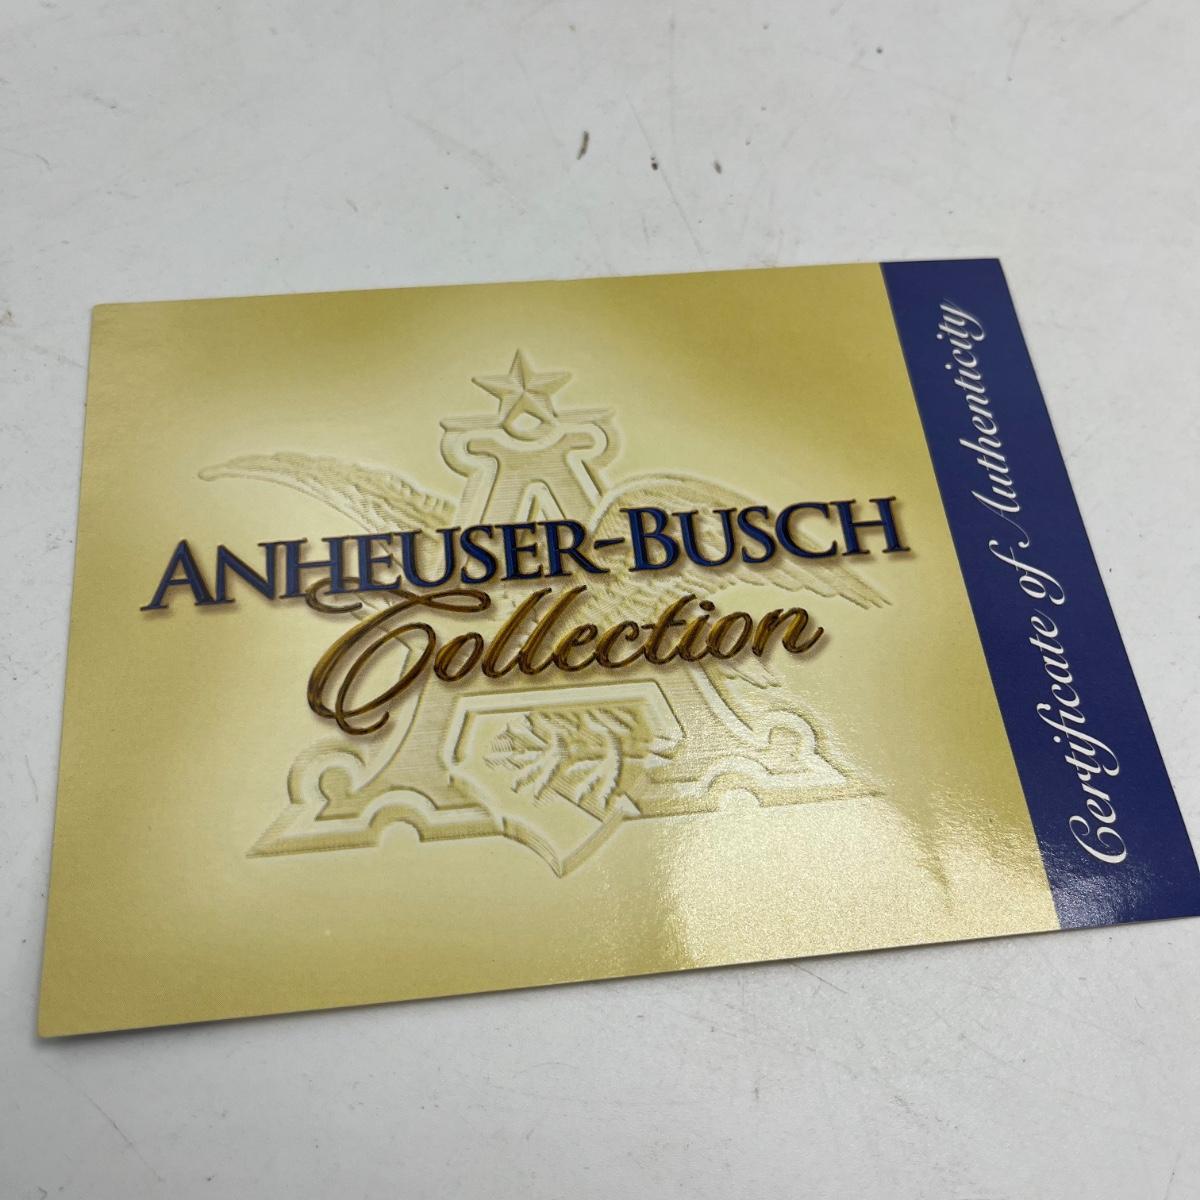 ANHEUSER-BUSCH
Collection
Certificate of Authenticity